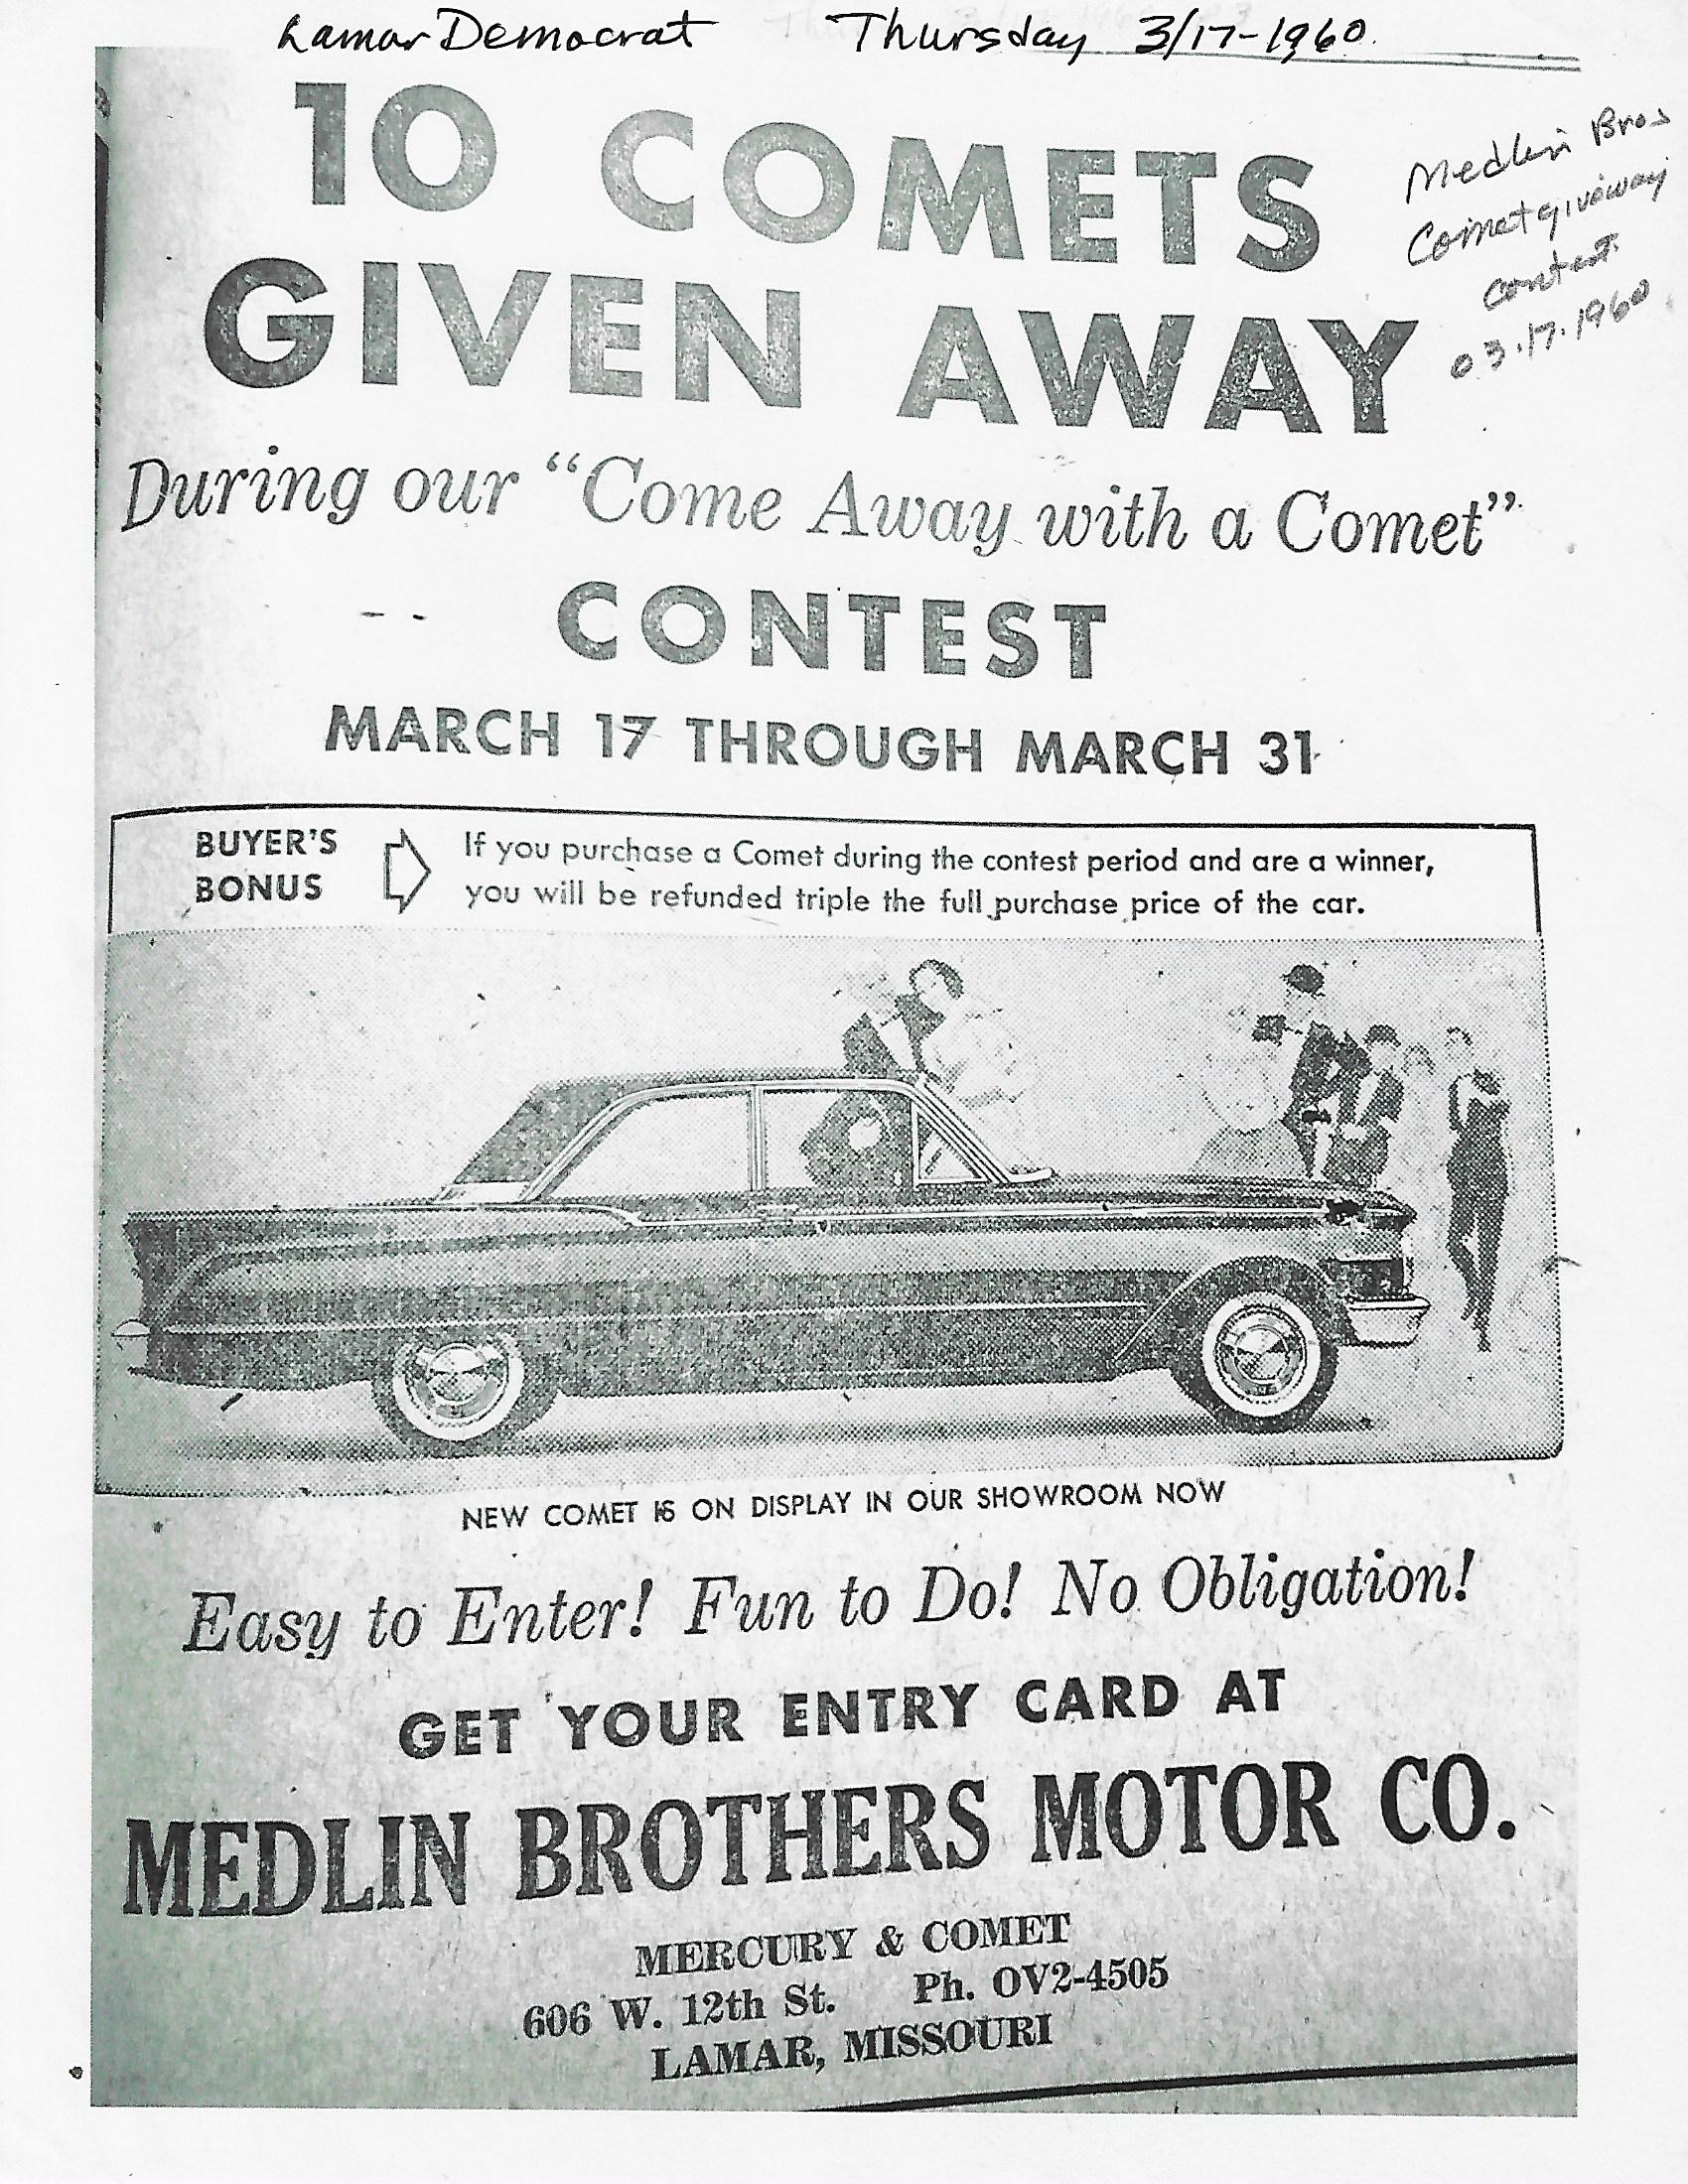 Lamar Democrat Thursday 3/17-1960
Medlin Bros
Comet giveway
contest
03.17.1960
10 COMETS
GIVEN AWAY
During our “Come Away with a Comet”
CONTEST
MARCH 17 THROUGH MARCH 31
BUYER'S
BONUS
If you purchase a Comet during the contest period and are a winner,
you will be refunded triple the full purchase price of the car.
NEW COMET IS ON DISPLAY IN OUR SHOWROOM NOW
Easy to Enter! Fun to Do! No Obligation!
GET YOUR ENTRY CARD AT
MEDLIN BROTHERS MOTOR CO.
MERCURY & COMET
606 W. 12th St. Ph. OV2-4505
LAMAR, MISSOURI